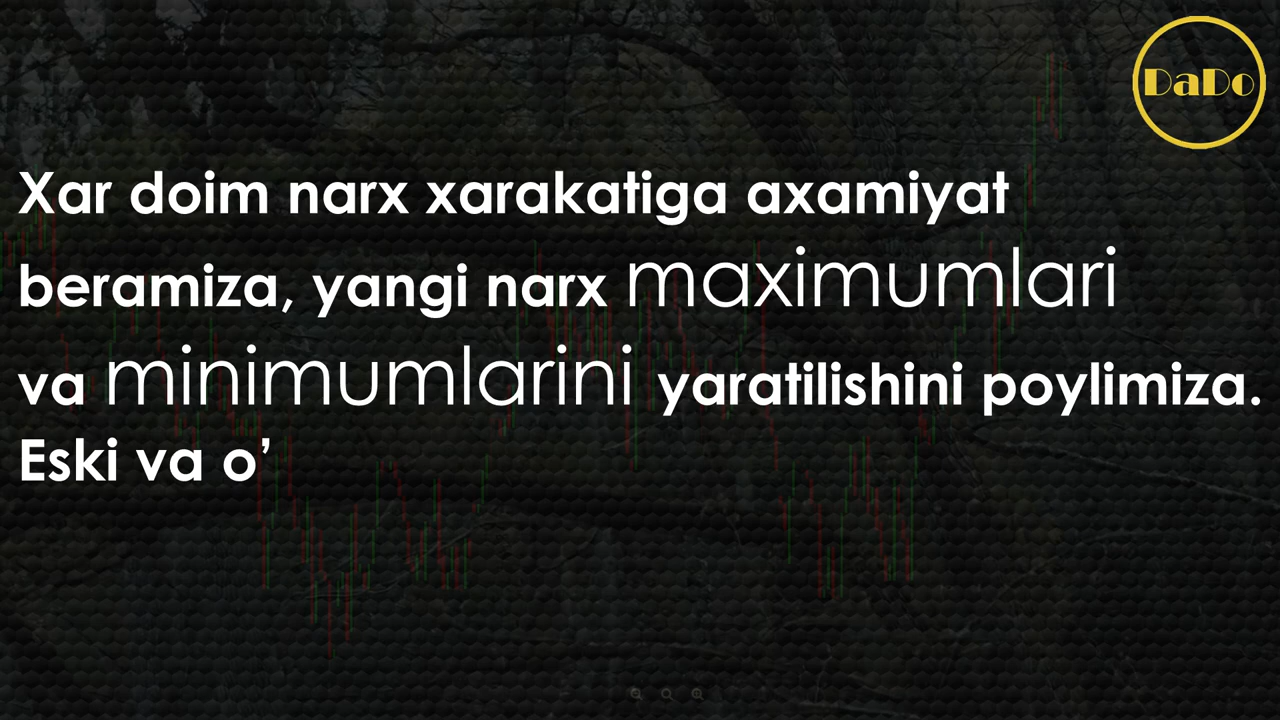 DaDo
Xar doim narx xarakatiga axamiyat
beramiza, yangi narx maximumlari
va minimumlarini yaratilishini poylimiza.
Eski va o’